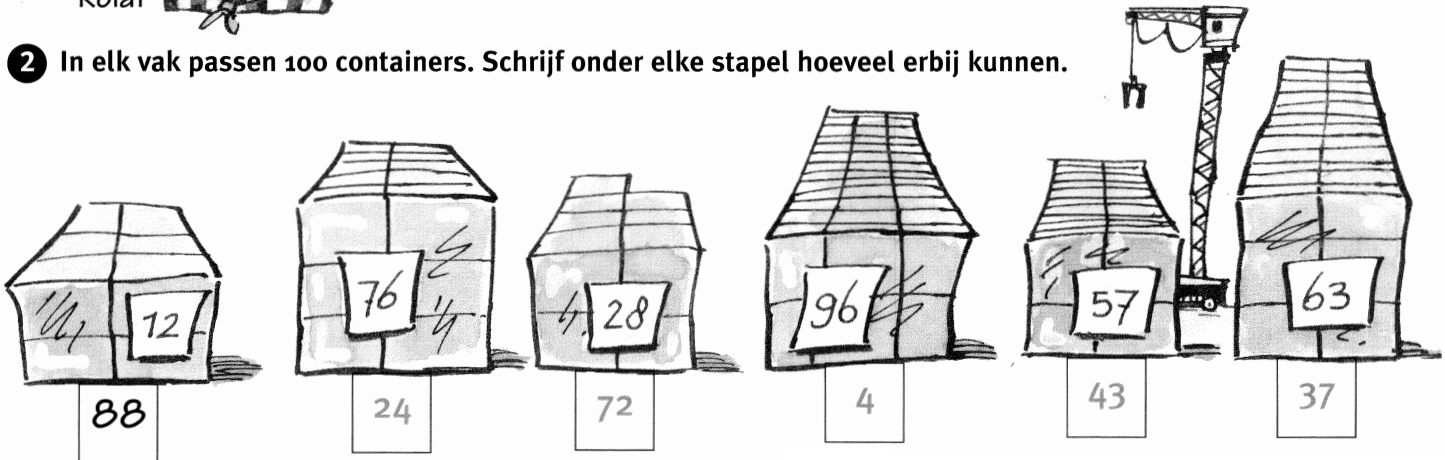 Kolaf
2 In elk vak passen 100 containers. Schrijf onder elke stapel hoeveel erbij kunnen.
12 76 28 96 57 63
88 24 72 4 43 37